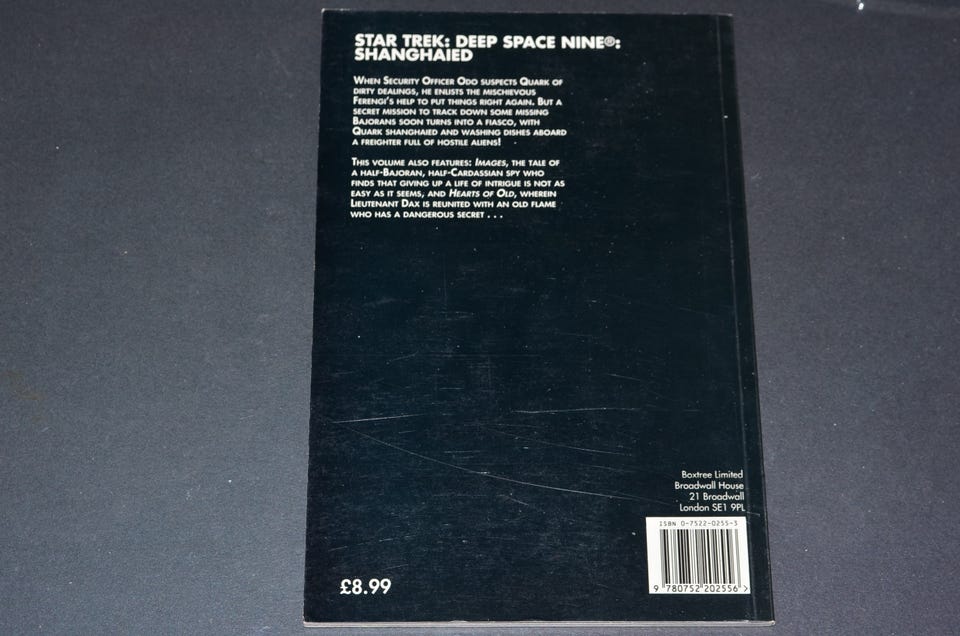 STAR TREK: DEEP SPACE NINE®:
SHANGHAIED
WHEN SECURITY OFFICER ODO SUSPECTS QUARK OF
DIRTY DEALINGS, HE ENLISTS THE MISCHIEVOUS
FERENGI'S HELP TO PUT THINGS RIGHT AGAIN. BUT A
SECRET MISSION TO TRACK DOWN SOME MISSING
BAJORANS SOON TURNS INTO A FIASCO, WITH
QUARK SHANGHAIED AND WASHING DISHES ABOARD
A FREIGHTER FULL OF HOSTILE ALIENS!
THIS VOLUME ALSO FEATURES: IMAGES, THE TALE OF
A HALF-BAJORAN, HALF-CARDASSIAN SPY WHO
FINDS THAT GIVING UP A LIFE OF INTRIGUE IS NOT AS
EASY AS IT SEEMS, AND HEARTS OF OLD, WHEREIN
LIEUTENANT DAX IS REUNITED WITH AN OLD FLAME
WHO HAS A DANGEROUS SECRET . . .
Boxtree Limited
Broadwall House
21 Broadwall
London SE1 9PL
ISBN 0-7522-0255-3
9 780752 202556 >
£8.99